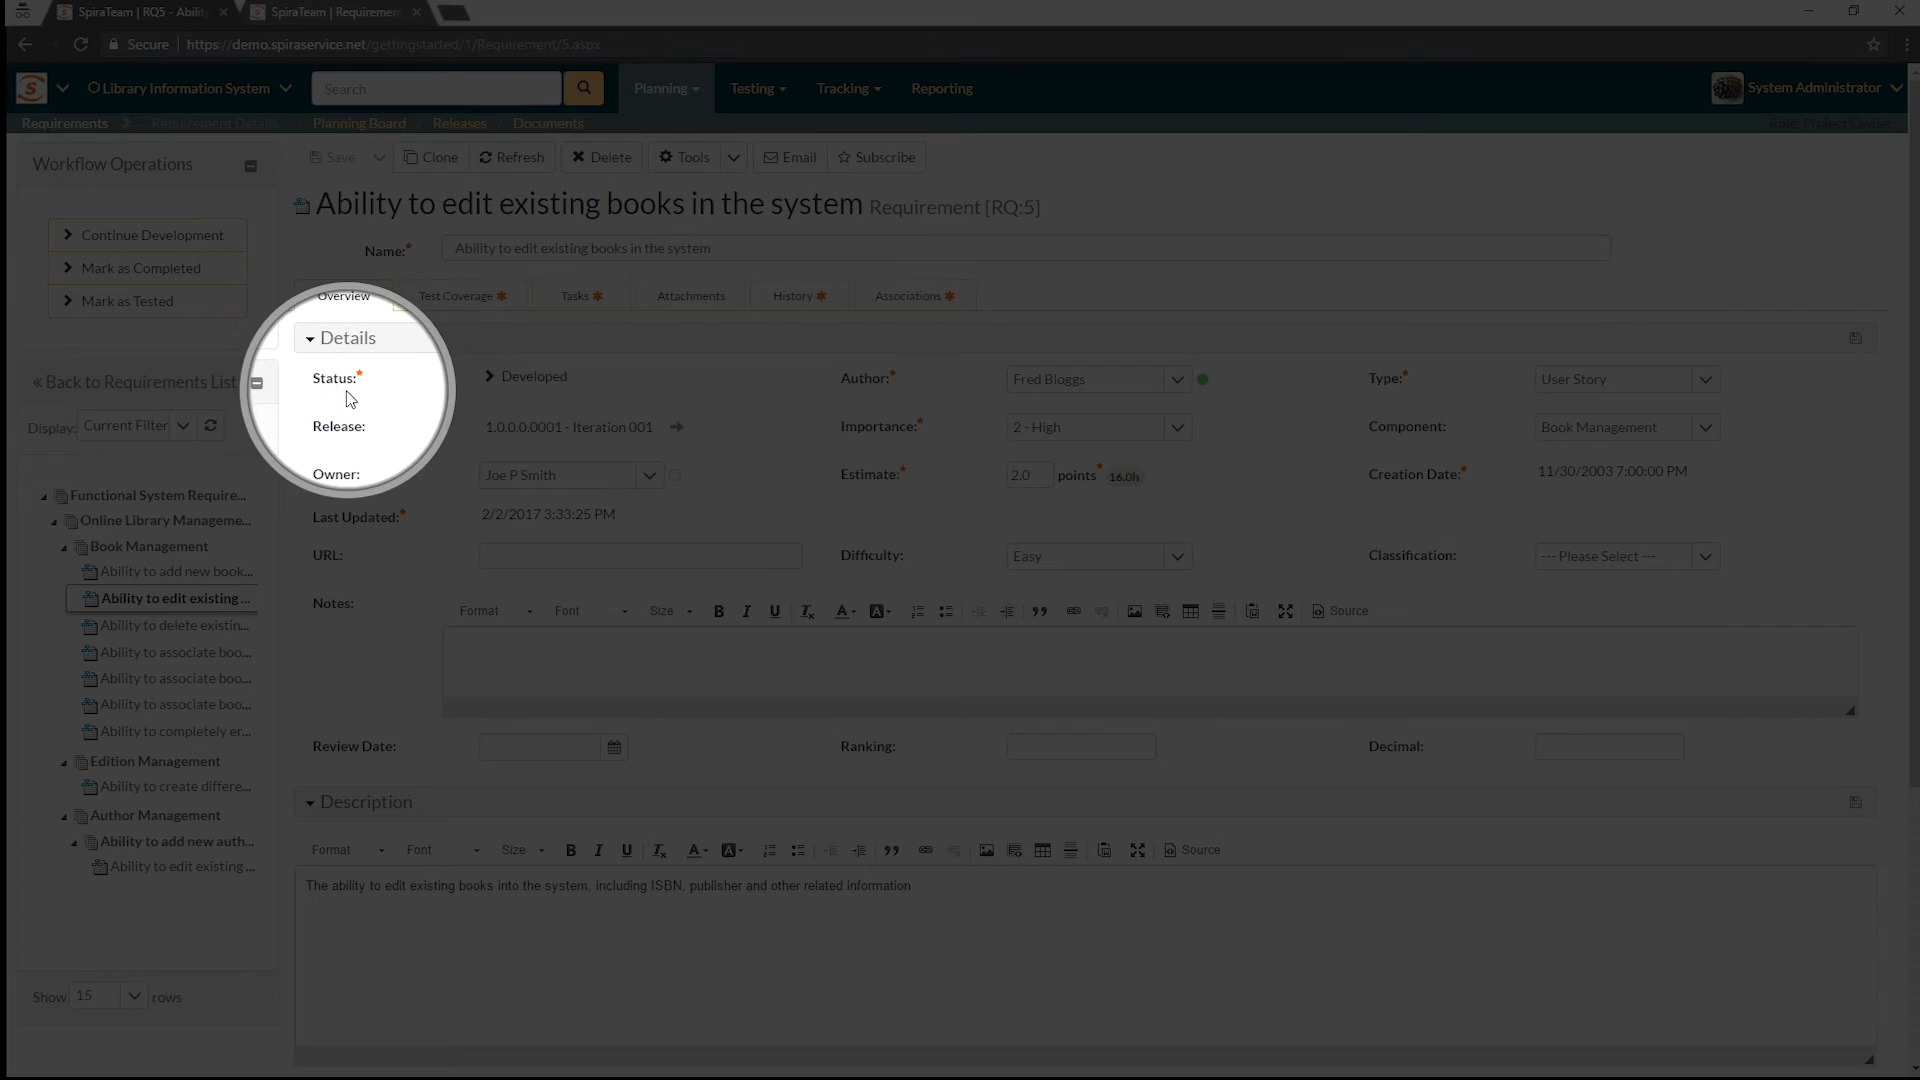 SpiraTeam | RQ5 - Abili
SpiraTeam | Requiremen
Secure | https://demo.spiraservice.net/gettingstarted/1/Requirement/5.aspx
Library Information System
Search
Planning
Testing
Tracking
Reporting
System Administrator
Requirements
Requirement Details
Planning Board
Releases
Documents
Role: Project Owner
Workflow Operations
Save
Clone
Refresh
Delete
Tools
Email
Subscribe
Ability to edit existing books in the system Requirement [RQ:5]
Name:* Ability to edit existing books in the system
Continue Development
Mark as Completed
Mark as Tested
Overview
Test Coverage *
Tasks *
Attachments
History *
Associations *
Details
Status:* Developed
Author:* Fred Bloggs
Type:* User Story
Release: 1.0.0.0.0001 - Iteration 001
Importance:* 2 - High
Component: Book Management
Owner: Joe P Smith
Estimate:* 2.0 points* 16.0h
Creation Date:* 11/30/2003 7:00:00 PM
Last Updated:* 2/2/2017 3:33:25 PM
URL:
Difficulty: Easy
Classification: --- Please Select ---
Notes:
Format Font Size B I U Source
Review Date:
Ranking:
Decimal:
Description
Format Font Size B I U Source
The ability to edit existing books into the system, including ISBN, publisher and other related information
« Back to Requirements List
Display: Current Filter
Functional System Require...
Online Library Manageme...
Book Management
Ability to add new book...
Ability to edit existing ...
Ability to delete existin...
Ability to associate boo...
Ability to associate boo...
Ability to associate boo...
Ability to completely er...
Edition Management
Ability to create differe...
Author Management
Ability to add new auth...
Ability to edit existing ...
Show 15 rows